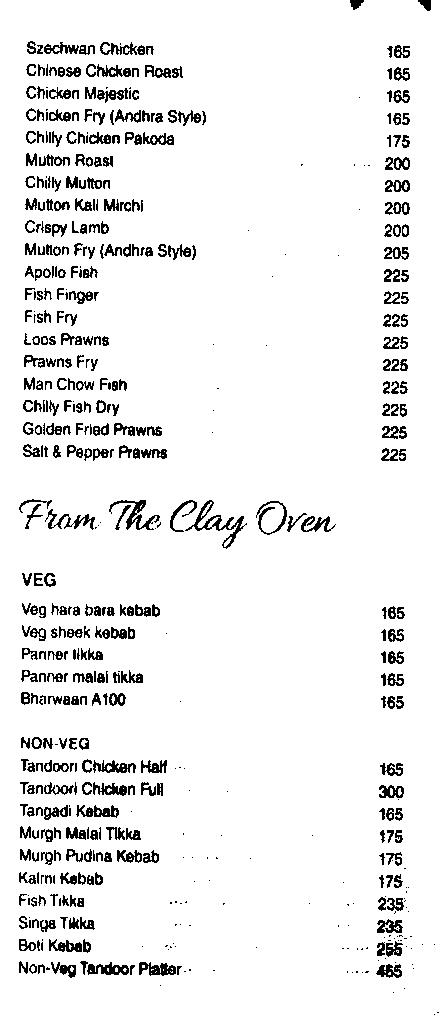 Szechwan Chicken 165
Chinese Chicken Roast 165
Chicken Majestic 165
Chicken Fry (Andhra Style) 165
Chilly Chicken Pakoda 175
Mutton Roast 200
Chilly Mutton 200
Mutton Kali Mirchi 200
Crispy Lamb 200
Mutton Fry (Andhra Style) 205
Apollo Fish 225
Fish Finger 225
Fish Fry 225
Loos Prawns 225
Prawns Fry 225
Man Chow Fish 225
Chilly Fish Dry 225
Golden Fried Prawns 225
Salt & Pepper Prawns 225
From The Clay Oven
VEG
Veg hara bara kebab 165
Veg sheek kebab 165
Panner tikka 165
Panner malai tikka 165
Bharwaan A100 165
NON-VEG
Tandoori Chicken Half 165
Tandoori Chicken Full 300
Tangadi Kebab 165
Murgh Malai Tikka 175
Murgh Pudina Kebab 175
Kalmi Kebab 175
Fish Tikka 235
Singa Tikka 235
Boti Kebab 255
Non-Veg Tandoor Platter 455